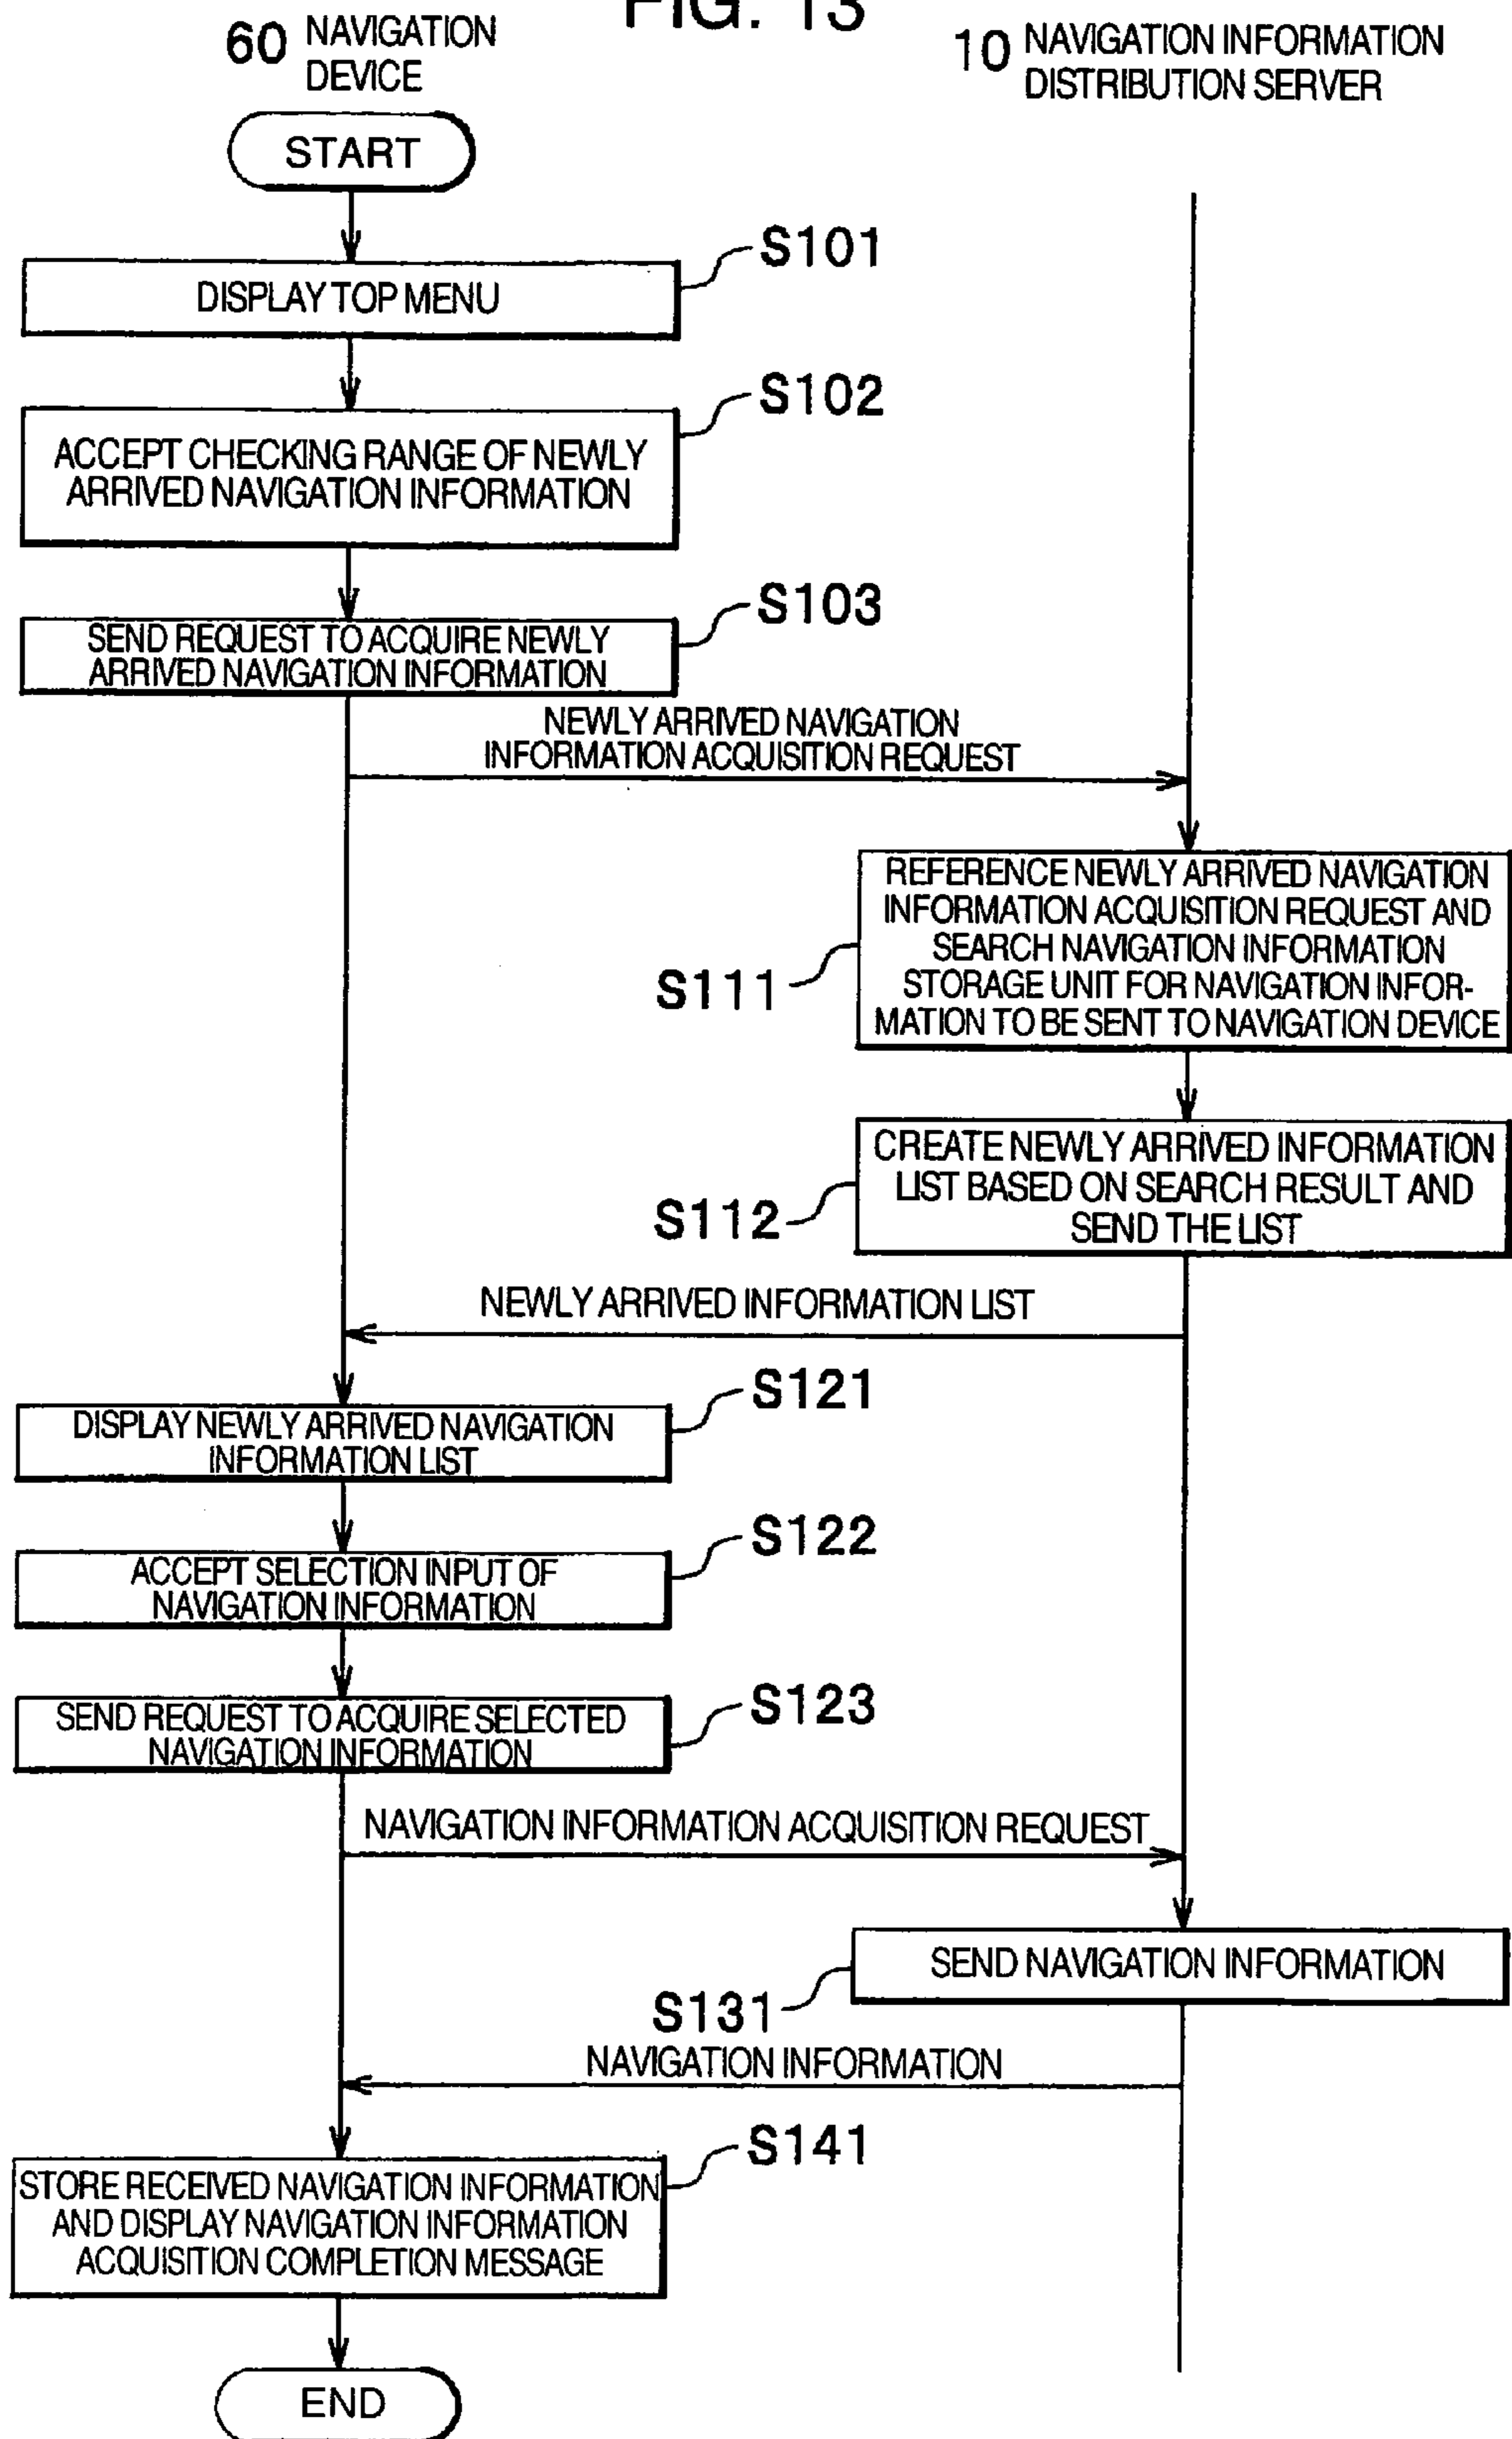 FIG. 13
60 NAVIGATION
DEVICE
10 NAVIGATION INFORMATION
DISTRIBUTION SERVER
START
S101
DISPLAY TOP MENU
S102
ACCEPT CHECKING RANGE OF NEWLY
ARRIVED NAVIGATION INFORMATION
S103
SEND REQUEST TO ACQUIRE NEWLY
ARRIVED NAVIGATION INFORMATION
NEWLY ARRIVED NAVIGATION
INFORMATION ACQUISITION REQUEST
REFERENCE NEWLY ARRIVED NAVIGATION
INFORMATION ACQUISITION REQUEST AND
SEARCH NAVIGATION INFORMATION
STORAGE UNIT FOR NAVIGATION INFOR-
MATION TO BE SENT TO NAVIGATION DEVICE
S111
CREATE NEWLY ARRIVED INFORMATION
LIST BASED ON SEARCH RESULT AND
SEND THE LIST
S112
NEWLY ARRIVED INFORMATION LIST
S121
DISPLAY NEWLY ARRIVED NAVIGATION
INFORMATION LIST
S122
ACCEPT SELECTION INPUT OF
NAVIGATION INFORMATION
S123
SEND REQUEST TO ACQUIRE SELECTED
NAVIGATION INFORMATION
NAVIGATION INFORMATION ACQUISITION REQUEST
SEND NAVIGATION INFORMATION
S131
NAVIGATION INFORMATION
S141
STORE RECEIVED NAVIGATION INFORMATION
AND DISPLAY NAVIGATION INFORMATION
ACQUISITION COMPLETION MESSAGE
END